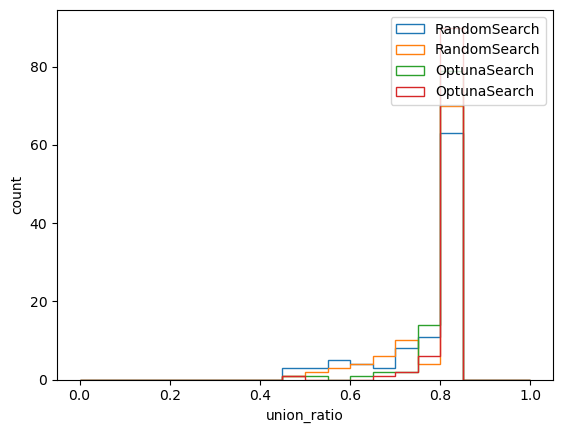 RandomSearch
RandomSearch
OptunaSearch
OptunaSearch
80
60
40
20
0
count
0.0 0.2 0.4 0.6 0.8 1.0
union_ratio